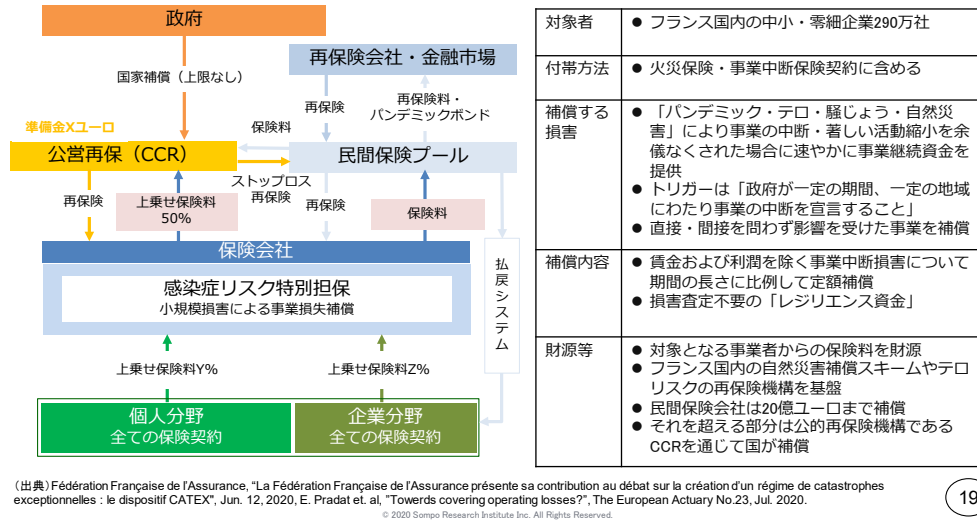 政府
再保険会社・金融市場
国家補償（上限なし）
再保険
再保険料・
パンデミックボンド
準備金Xユーロ
保険料
公営再保（CCR）
民間保険プール
ストップロス
再保険
再保険
上乗せ保険料
50%
再保険
保険料
保険会社
感染症リスク特別担保
小規模損害による事業損失補償
払戻システム
上乗せ保険料Y%
上乗せ保険料Z%
個人分野
全ての保険契約
企業分野
全ての保険契約
対象者
● フランス国内の中小・零細企業290万社
付帯方法
● 火災保険・事業中断保険契約に含める
補償する
損害
● 「パンデミック・テロ・騒じょう・自然災
害」により事業の中断・著しい活動縮小を余
儀なくされた場合に速やかに事業継続資金を
提供
● トリガーは「政府が一定の期間、一定の地域
にわたり事業の中断を宣言すること」
● 直接・間接を問わず影響を受けた事業を補償
補償内容
● 賃金および利潤を除く事業中断損害について
期間の長さに比例して定額補償
● 損害査定不要の「レジリエンス資金」
財源等
● 対象となる事業者からの保険料を財源
● フランス国内の自然災害補償スキームやテロ
リスクの再保険機構を基盤
● 民間保険会社は20億ユーロまで補償
● それを超える部分は公的再保険機構である
CCRを通じて国が補償
（出典）Fédération Française de l'Assurance, "La Fédération Française de l'Assurance présente sa contribution au débat sur la création d'un régime de catastrophes
exceptionnelles : le dispositif CATEX", Jun. 12, 2020, E. Pradat et. al, "Towards covering operating losses?", The European Actuary No.23, Jul. 2020.
© 2020 Sompo Research Institute Inc. All Rights Reserved.
19